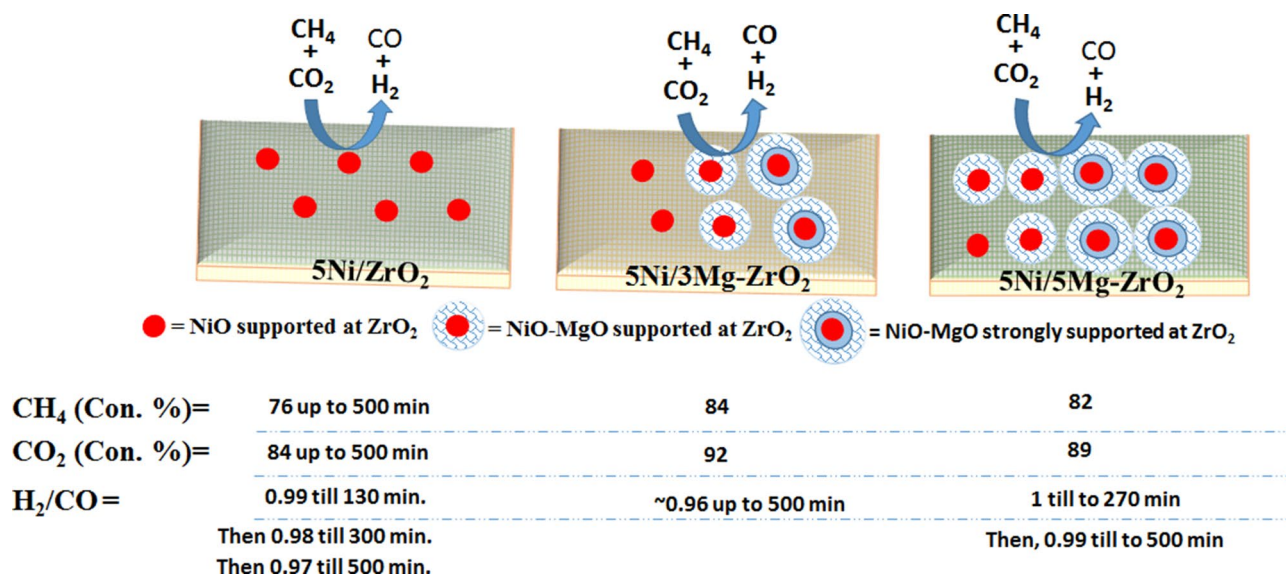 CH₄
+
CO₂
CO
+
H₂
CH₄
+
CO₂
CO
+
H₂
CH₄
+
CO₂
CO
+
H₂
5Ni/ZrO₂
5Ni/3Mg-ZrO₂
5Ni/5Mg-ZrO₂
= NiO supported at ZrO₂ = NiO-MgO supported at ZrO₂ = NiO-MgO strongly supported at ZrO₂
CH₄ (Con. %)= 76 up to 500 min 84 82
CO₂ (Con. %)= 84 up to 500 min 92 89
H₂/CO= 0.99 till 130 min. ~0.96 up to 500 min 1 till to 270 min
Then 0.98 till 300 min. Then, 0.99 till to 500 min
Then 0.97 till 500 min.